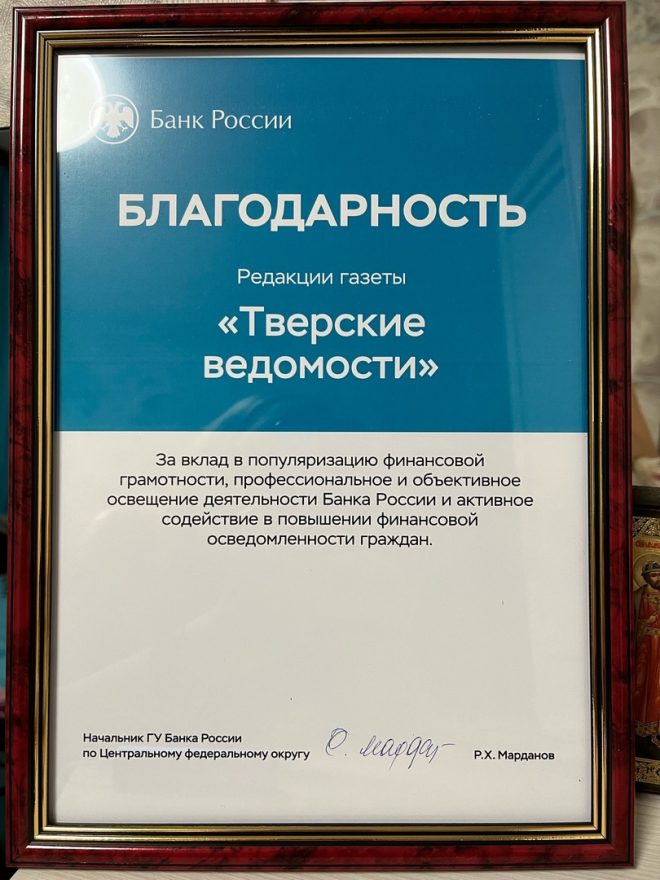 Банк России
БЛАГОДАРНОСТЬ
Редакции газеты
«Тверские
ведомости»
За вклад в популяризацию финансовой
грамотности, профессиональное и объективное
освещение деятельности Банка России и активное
содействие в повышении финансовой
осведомленности граждан.
Начальник ГУ Банка России
по Центральному федеральному округу
Р.Х. Марданов